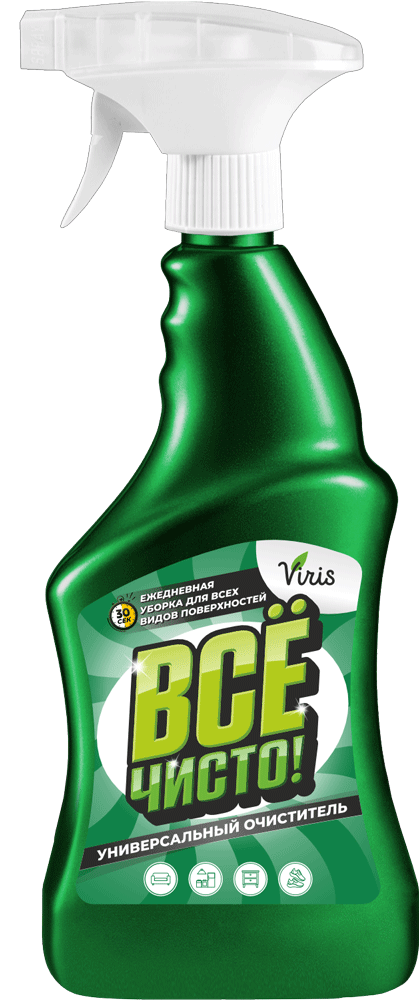 Viris
ЕЖЕДНЕВНАЯ
УБОРКА ДЛЯ ВСЕХ
ВИДОВ ПОВЕРХНОСТЕЙ
30
СЕК
ВСЁ
ЧИСТО!
УНИВЕРСАЛЬНЫЙ ОЧИСТИТЕЛЬ